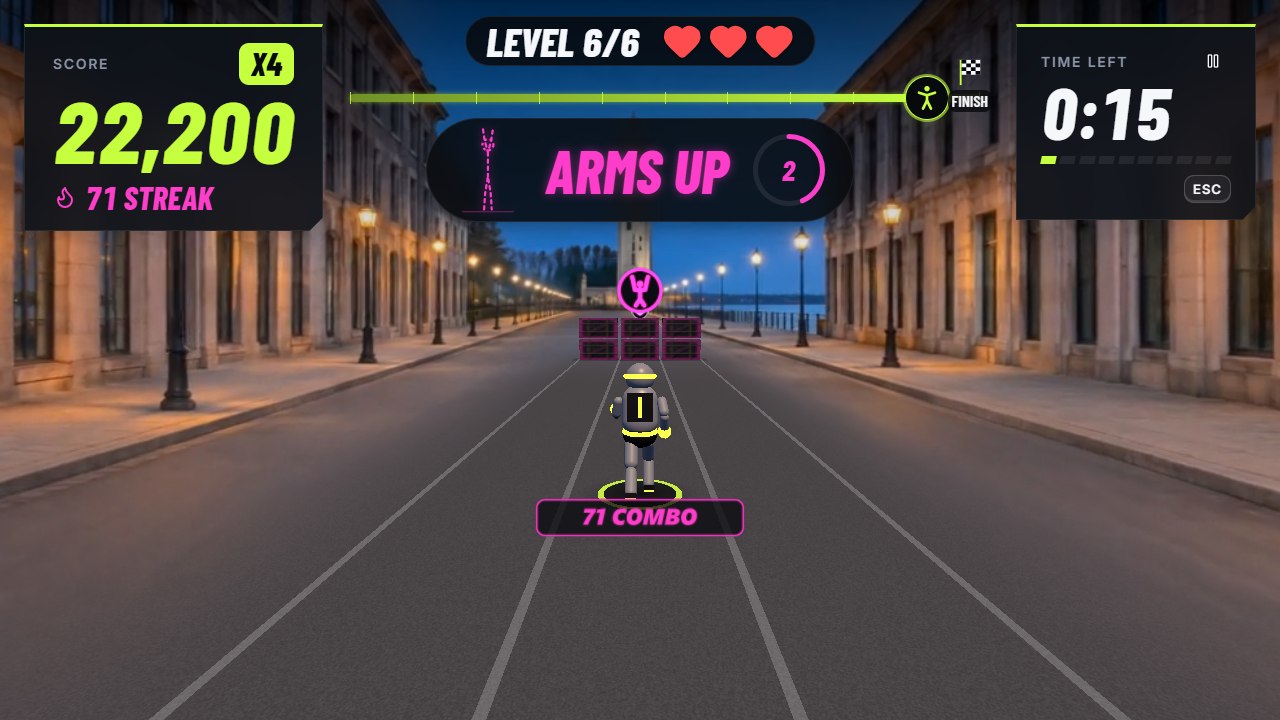 SCORE
X4
22,200
71 STREAK
LEVEL 6/6
FINISH
ARMS UP
2
TIME LEFT
0:15
ESC
71 COMBO